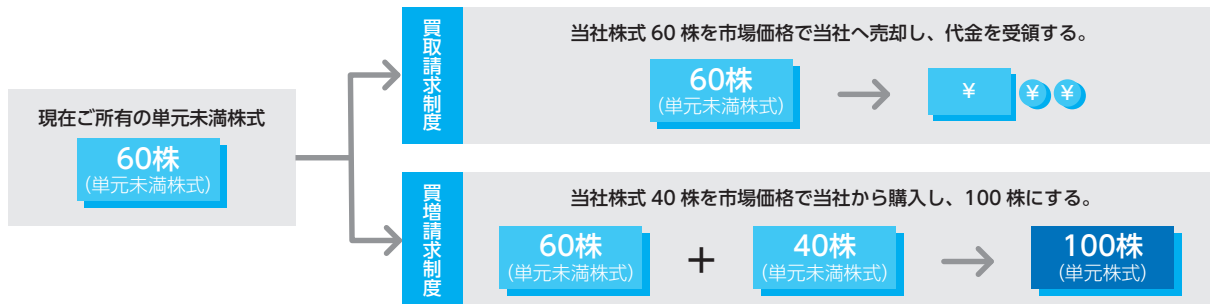 現在ご所有の単元未満株式
60株
(単元未満株式)
買取請求制度
当社株式 60 株を市場価格で当社へ売却し、代金を受領する。
60株
(単元未満株式)
¥
¥
¥
買増請求制度
当社株式 40 株を市場価格で当社から購入し、100 株にする。
60株
(単元未満株式)
+
40株
(単元未満株式)
100株
(単元株式)